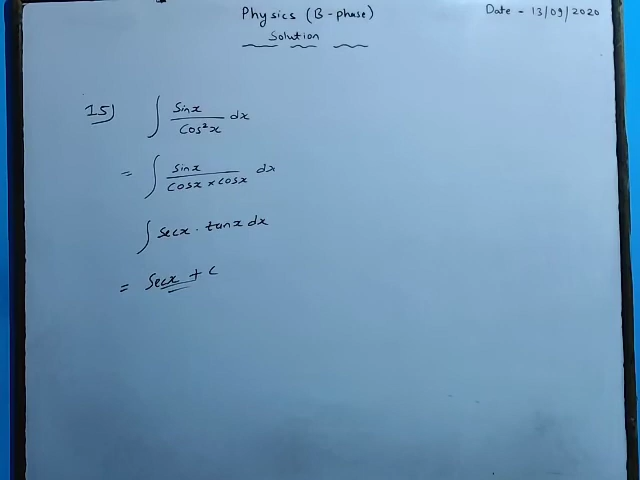 Physics (B-phase)
Date - 13/09/2020
Solution
15) ∫ Sinx / Cos²x dx
= ∫ Sinx / Cosx × Cosx dx
∫ Secx · tanx dx
= Secx + c